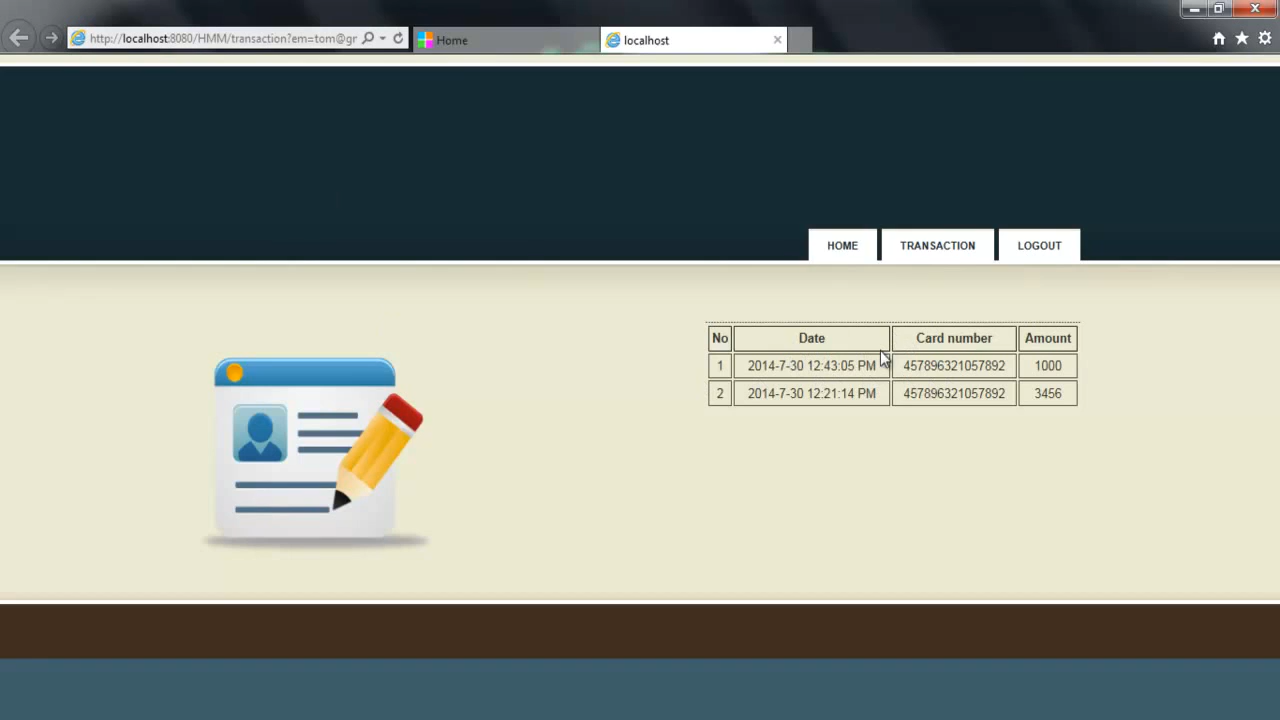 http://localhost:8080/HMM/transaction?em=tom@gr
Home
localhost
HOME TRANSACTION LOGOUT
No Date Card number Amount
1 2014-7-30 12:43:05 PM 457896321057892 1000
2 2014-7-30 12:21:14 PM 457896321057892 3456